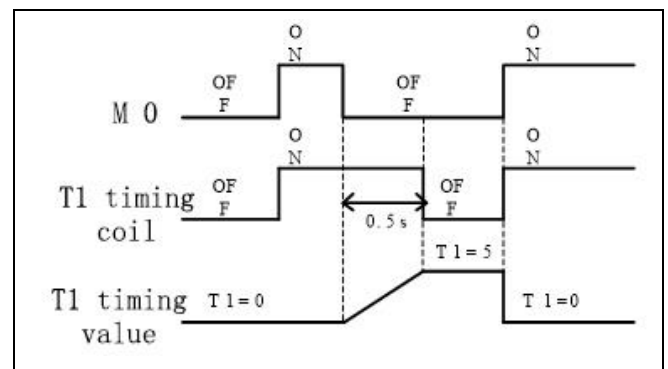 O
N
O
N
OF
F
OF
F
M 0
O
N
O
N
OF
F
OF
F
T1 timing
coil
0.5s
T1=5
T1 timing
value
T1=0
T1=0